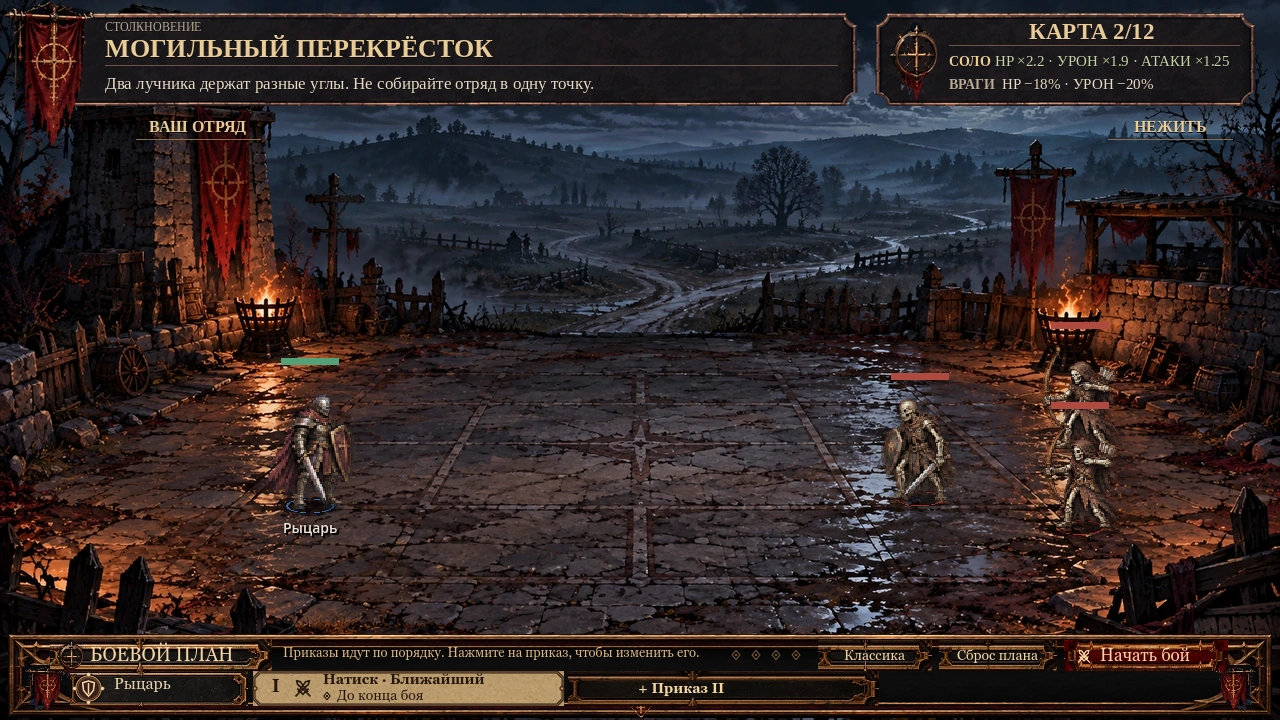 СТОЛКНОВЕНИЕ
МОГИЛЬНЫЙ ПЕРЕКРЁСТОК
Два лучника держат разные углы. Не собирайте отряд в одну точку.
КАРТА 2/12
СОЛО HP ×2.2 · УРОН ×1.9 · АТАКИ ×1.25
ВРАГИ HP −18% · УРОН −20%
ВАШ ОТРЯД
НЕЖИТЬ
Рыцарь
БОЕВОЙ ПЛАН
Приказы идут по порядку. Нажмите на приказ, чтобы изменить его.
Классика
Сброс плана
Начать бой
Рыцарь
I
Натиск · Ближайший
До конца боя
+ Приказ II